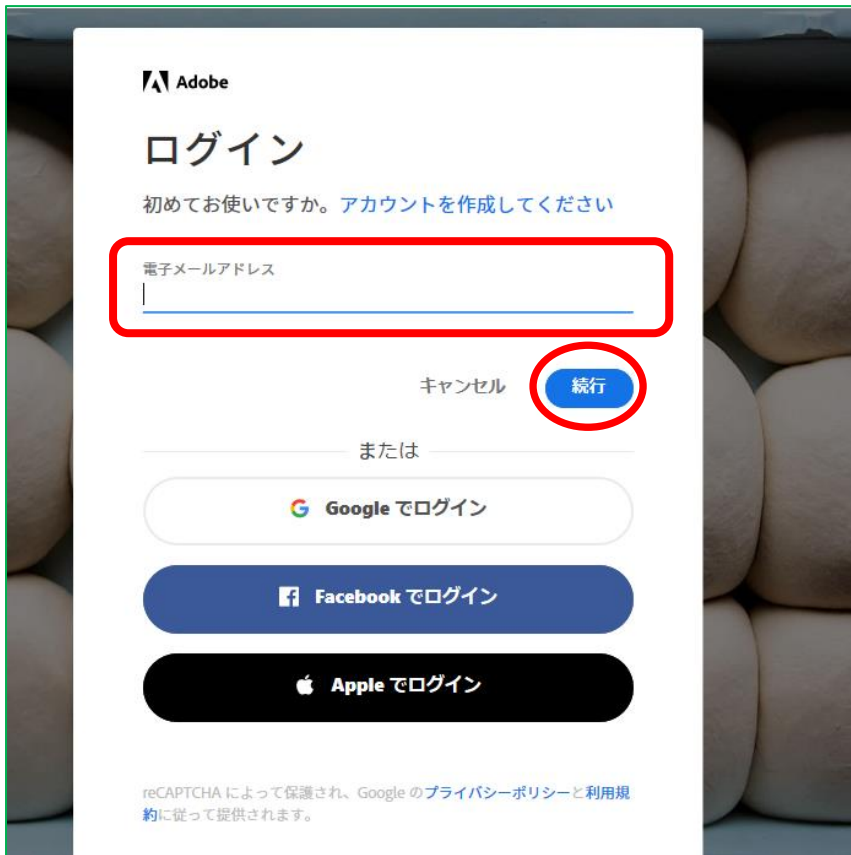 Adobe
ログイン
初めてお使いですか。アカウントを作成してください
電子メールアドレス
キャンセル 続行
または
Google でログイン
Facebook でログイン
Apple でログイン
reCAPTCHA によって保護され、Google のプライバシーポリシーと利用規
約に従って提供されます。